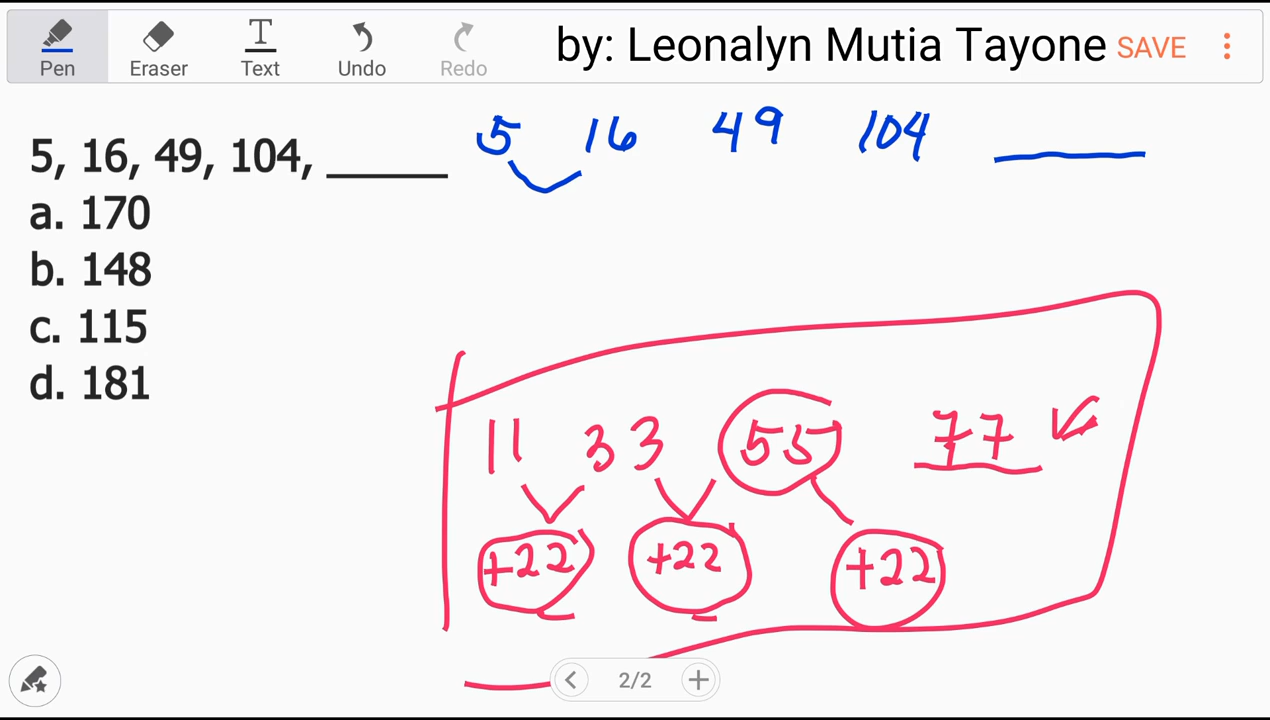 by: Leonalyn Mutia Tayone
Pen Eraser Text Undo Redo SAVE
5 16 49 104
5, 16, 49, 104, ______
a. 170
b. 148
c. 115
d. 181
11 33 55 77
+22 +22 +22
2/2